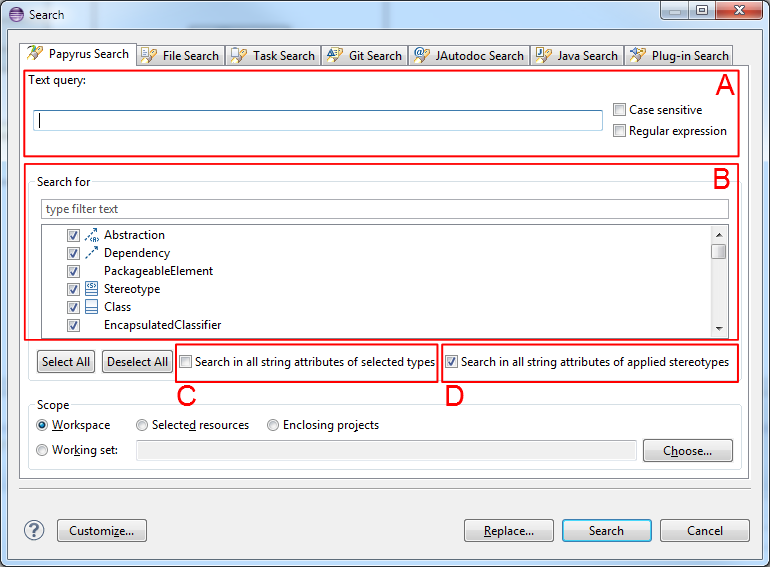 Search
Papyrus Search File Search Task Search Git Search JAutodoc Search Java Search Plug-in Search
Text query: A
Case sensitive
Regular expression
B
Search for
type filter text
Abstraction
Dependency
PackageableElement
Stereotype
Class
EncapsulatedClassifier
Select All Deselect All Search in all string attributes of selected types Search in all string attributes of applied stereotypes
C D
Scope
Workspace Selected resources Enclosing projects
Working set: Choose...
? Customize... Replace... Search Cancel